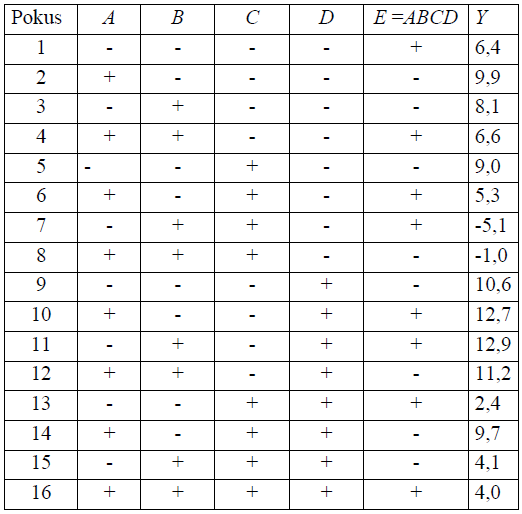 Pokus A B C D E =ABCD Y
1 - - - - + 6,4
2 + - - - - 9,9
3 - + - - - 8,1
4 + + - - + 6,6
5 - - + - - 9,0
6 + - + - + 5,3
7 - + + - + -5,1
8 + + + - - -1,0
9 - - - + - 10,6
10 + - - + + 12,7
11 - + - + + 12,9
12 + + - + - 11,2
13 - - + + + 2,4
14 + - + + - 9,7
15 - + + + - 4,1
16 + + + + + 4,0